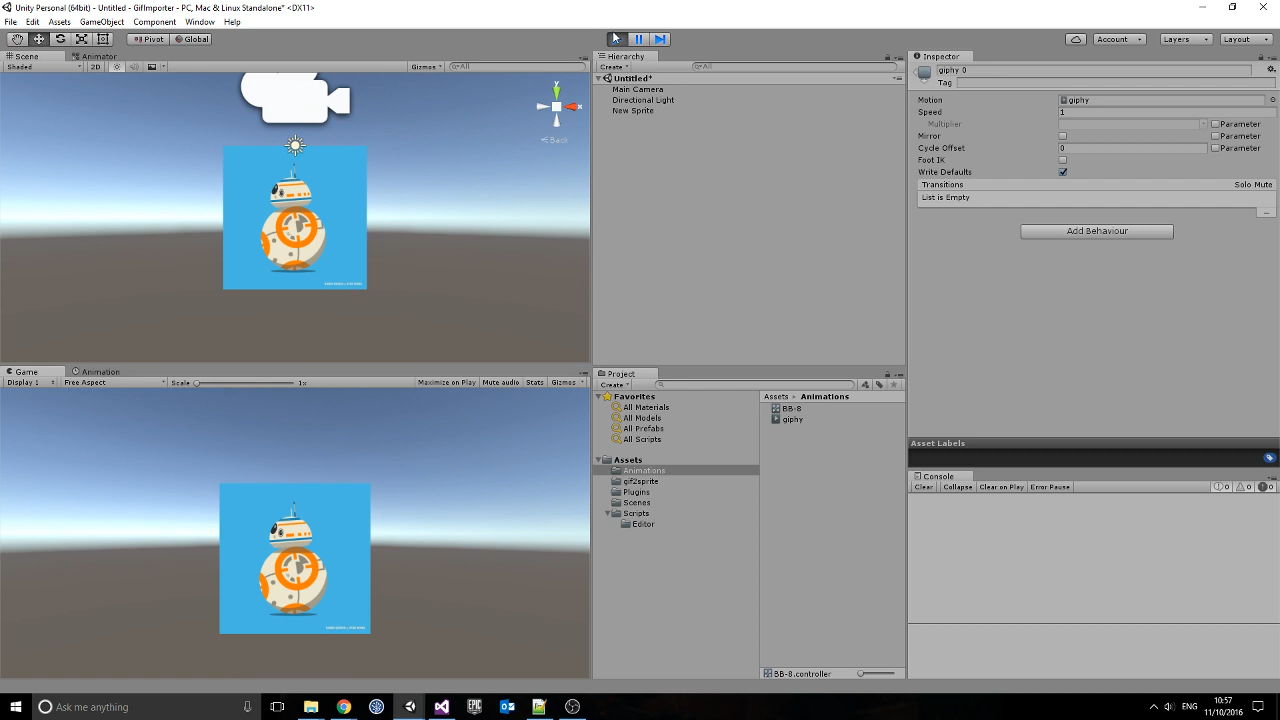 Unity Personal (64bit) - Untitled - GifImporter - PC, Mac & Linux Standalone* <DX11>
File Edit Assets GameObject Component Window Help
Pivot Global Account Layers Layout
Scene Animator
Shaded 2D Gizmos All
y
x
Back
Hierarchy
Create All
Untitled*
Main Camera
Directional Light
New Sprite
Inspector
giphy 0
Tag
Motion giphy
Speed 1
Multiplier Parameter
Mirror Parameter
Cycle Offset 0 Parameter
Foot IK
Write Defaults
Transitions Solo Mute
List is Empty
Add Behaviour
Asset Labels
Game Animation
Display 1 Free Aspect Scale 1x Maximize on Play Mute audio Stats Gizmos
Project
Create
Favorites
All Materials
All Models
All Prefabs
All Scripts
Assets
Animations
gif2sprite
Plugins
Scenes
Scripts
Editor
Assets Animations
BB-8
giphy
BB-8.controller
Console
Clear Collapse Clear on Play Error Pause 0 0 0
Ask me anything
10:57
11/10/2016